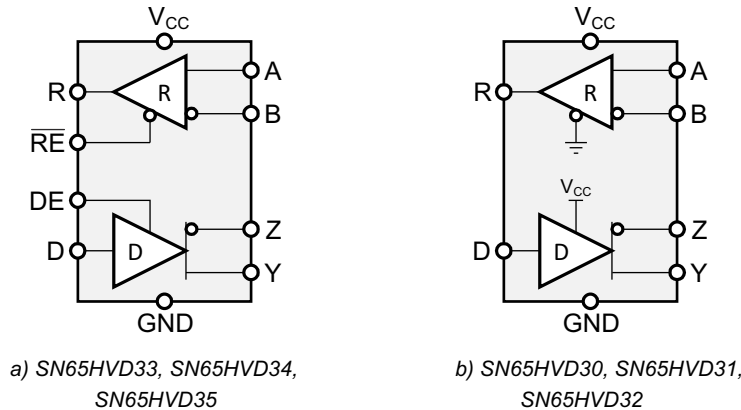 VCC
R
R
A
B
RE
DE
D
D
Z
Y
GND
a) SN65HVD33, SN65HVD34,
SN65HVD35
VCC
R
R
A
B
VCC
D
D
Z
Y
GND
b) SN65HVD30, SN65HVD31,
SN65HVD32